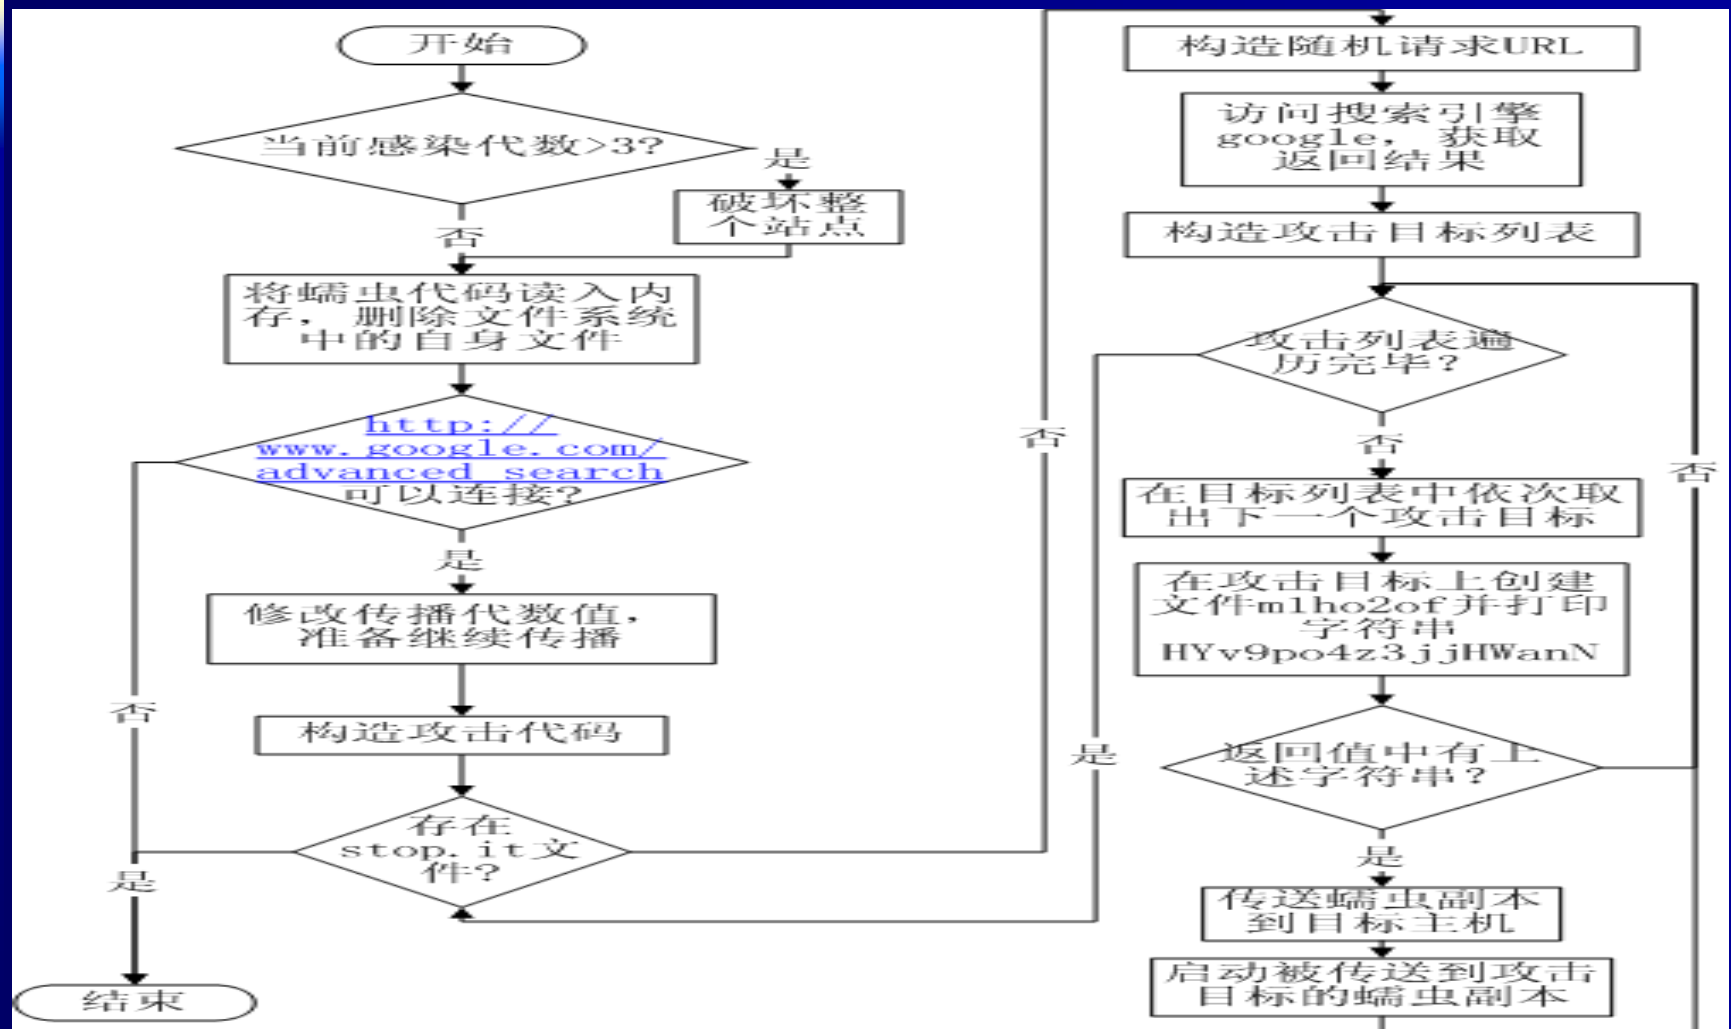 开始
当前感染代数>3?
是
破坏整
个站点
否
将蠕虫代码读入内
存，删除文件系统
中的自身文件
http://
www.google.com/
advanced_search
可以连接?
是
修改传播代数值，
准备继续传播
否
构造攻击代码
存在
stop.it文
件?
是
结束
否
构造随机请求URL
访问搜索引擎
google，获取
返回结果
构造攻击目标列表
攻击列表遍
历完毕?
否
否
在目标列表中依次取
出下一个攻击目标
在攻击目标上创建
文件m1ho2of并打印
字符串
HYv9po4z3jjHWanN
是
返回值中有上
述字符串?
是
传送蠕虫副本
到目标主机
启动被传送到攻击
目标的蠕虫副本